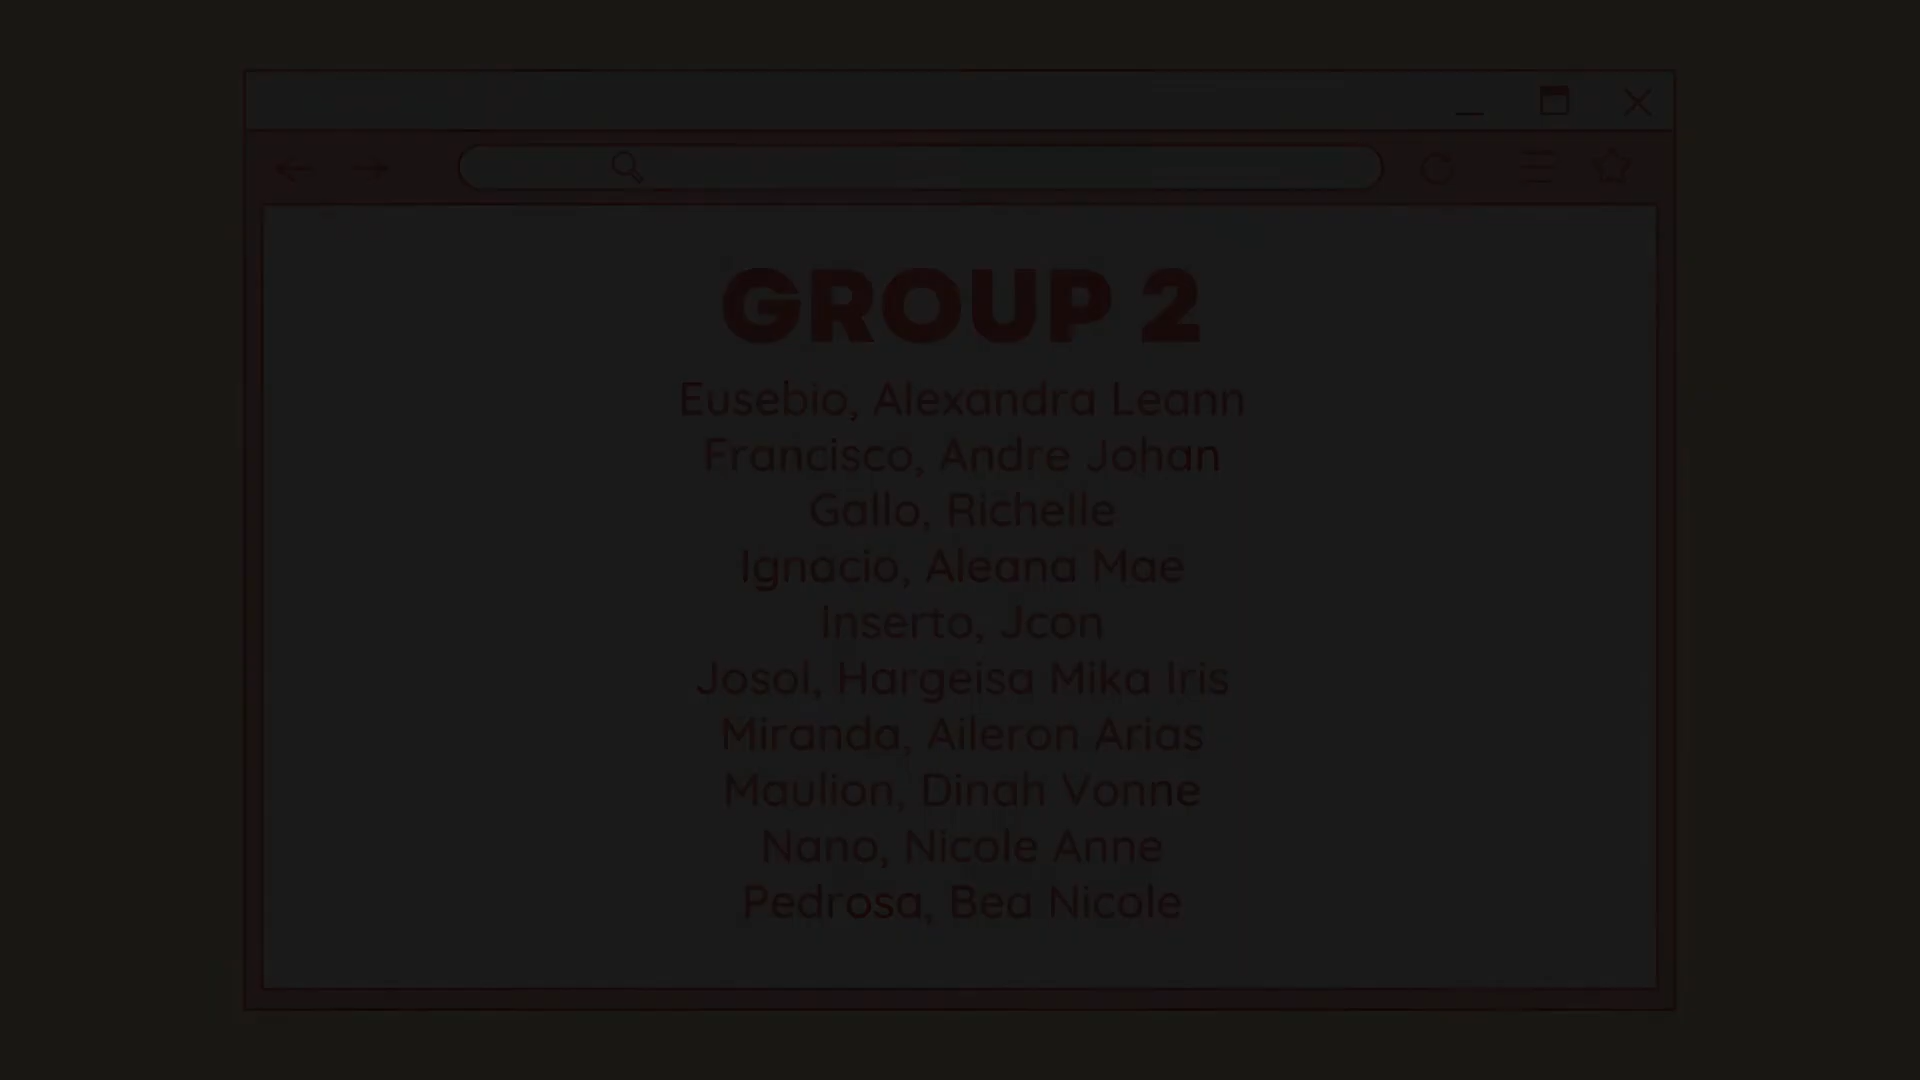 GROUP 2
Eusebio, Alexandra Leann
Francisco, Andre Johan
Gallo, Richelle
Ignacio, Aleana Mae
Inserto, Jcon
Josol, Hargeisa Mika Iris
Miranda, Aileron Arias
Maulion, Dinah Vonne
Nano, Nicole Anne
Pedrosa, Bea Nicole